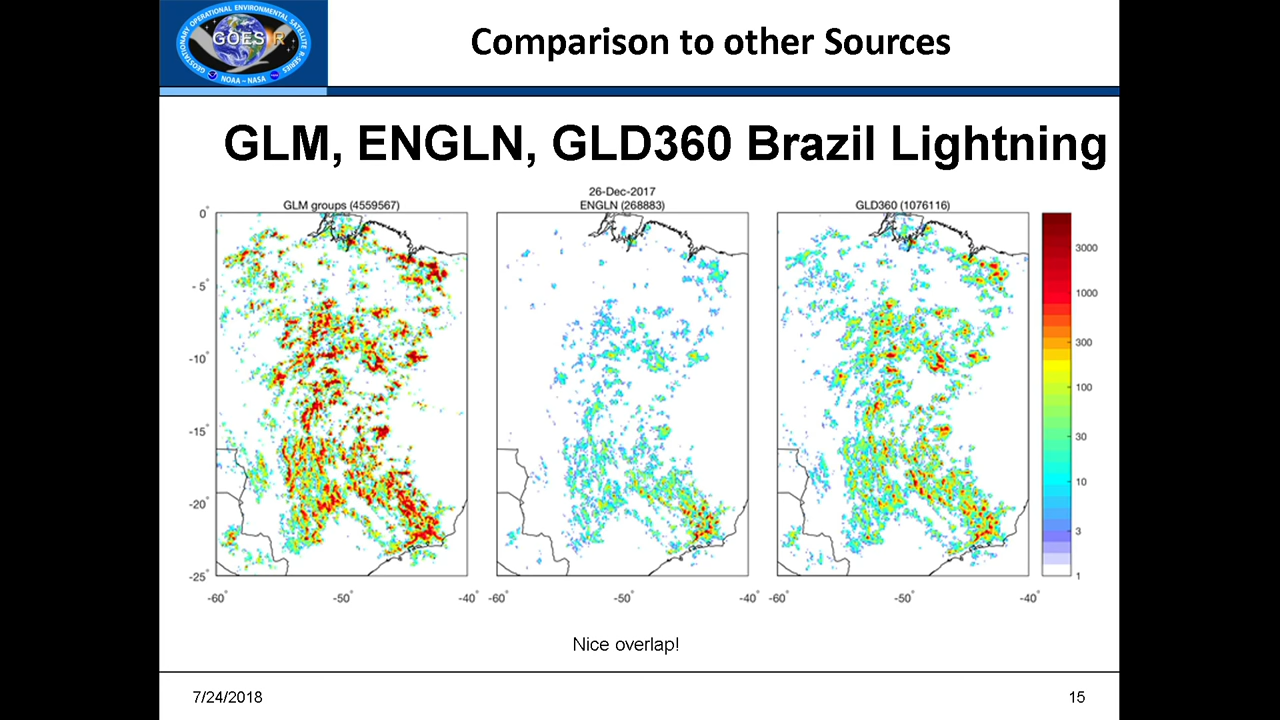 GEOSTATIONARY OPERATIONAL ENVIRONMENTAL SATELLITE R-SERIES
GOES R
NOAA ~ NASA
Comparison to other Sources
GLM, ENGLN, GLD360 Brazil Lightning
26-Dec-2017
GLM groups (4559567)
ENGLN (268883)
GLD360 (1076116)
0°
-5°
-10°
-15°
-20°
-25°
-60° -50° -40°
-60° -50° -40°
-60° -50° -40°
3000
1000
300
100
30
10
3
1
Nice overlap!
7/24/2018
15